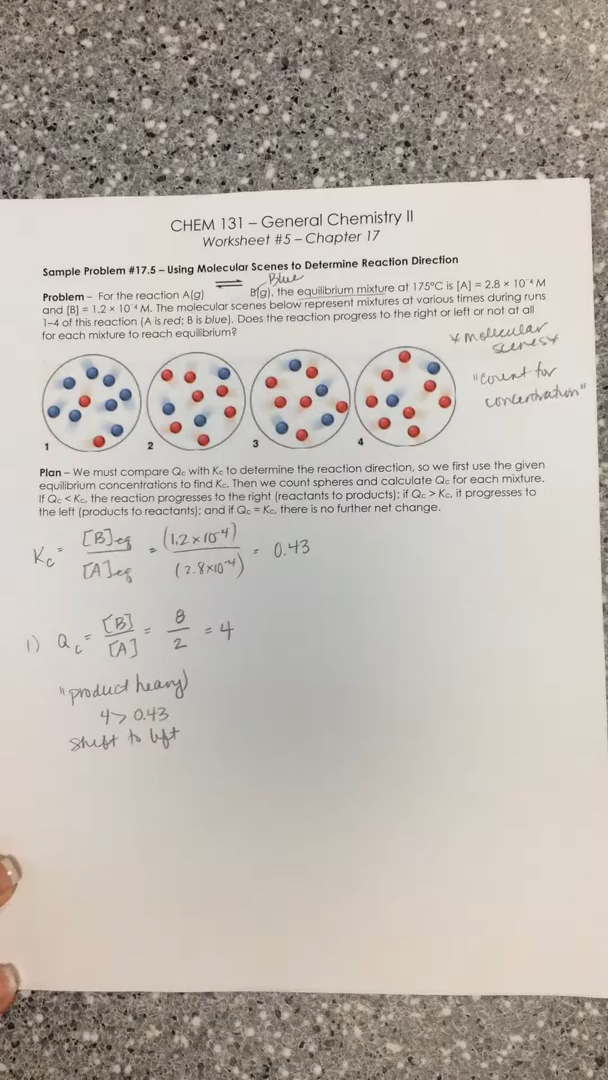 CHEM 131 – General Chemistry II
Worksheet #5 – Chapter 17
Sample Problem #17.5 – Using Molecular Scenes to Determine Reaction Direction
Blue
Problem – For the reaction A(g) ⇌ B(g), the equilibrium mixture at 175°C is [A] = 2.8 × 10⁻⁴ M
and [B] = 1.2 × 10⁻⁴ M. The molecular scenes below represent mixtures at various times during runs
1–4 of this reaction (A is red; B is blue). Does the reaction progress to the right or left or not at all
for each mixture to reach equilibrium?
* molecular
scenes *
"count for
concentration"
1 2 3 4
Plan – We must compare Qc with Kc to determine the reaction direction, so we first use the given
equilibrium concentrations to find Kc. Then we count spheres and calculate Qc for each mixture.
If Qc < Kc, the reaction progresses to the right (reactants to products); if Qc > Kc, it progresses to
the left (products to reactants); and if Qc = Kc, there is no further net change.
Kc = [B]eq / [A]eq = (1.2×10⁻⁴) / (2.8×10⁻⁴) = 0.43
1) Qc = [B] / [A] = 8 / 2 = 4
"product heavy)
4 > 0.43
shift to left